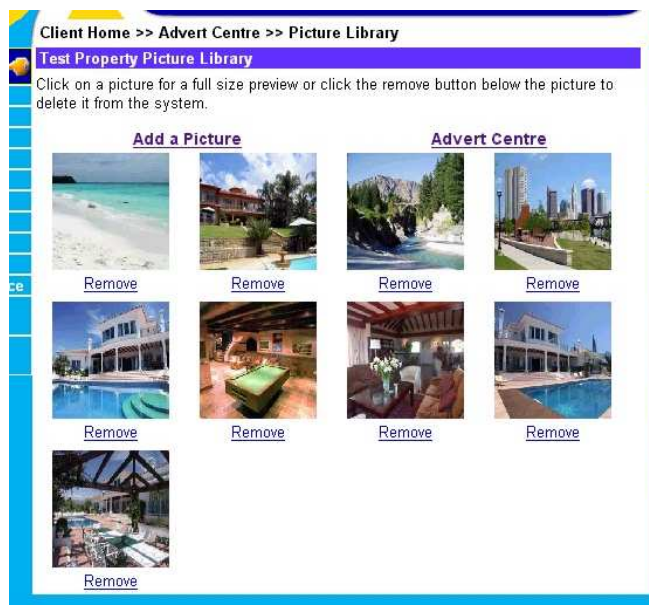 Client Home >> Advert Centre >> Picture Library
Test Property Picture Library
Click on a picture for a full size preview or click the remove button below the picture to
delete it from the system.
Add a Picture Advert Centre
Remove Remove Remove Remove
ce
Remove Remove Remove Remove
Remove